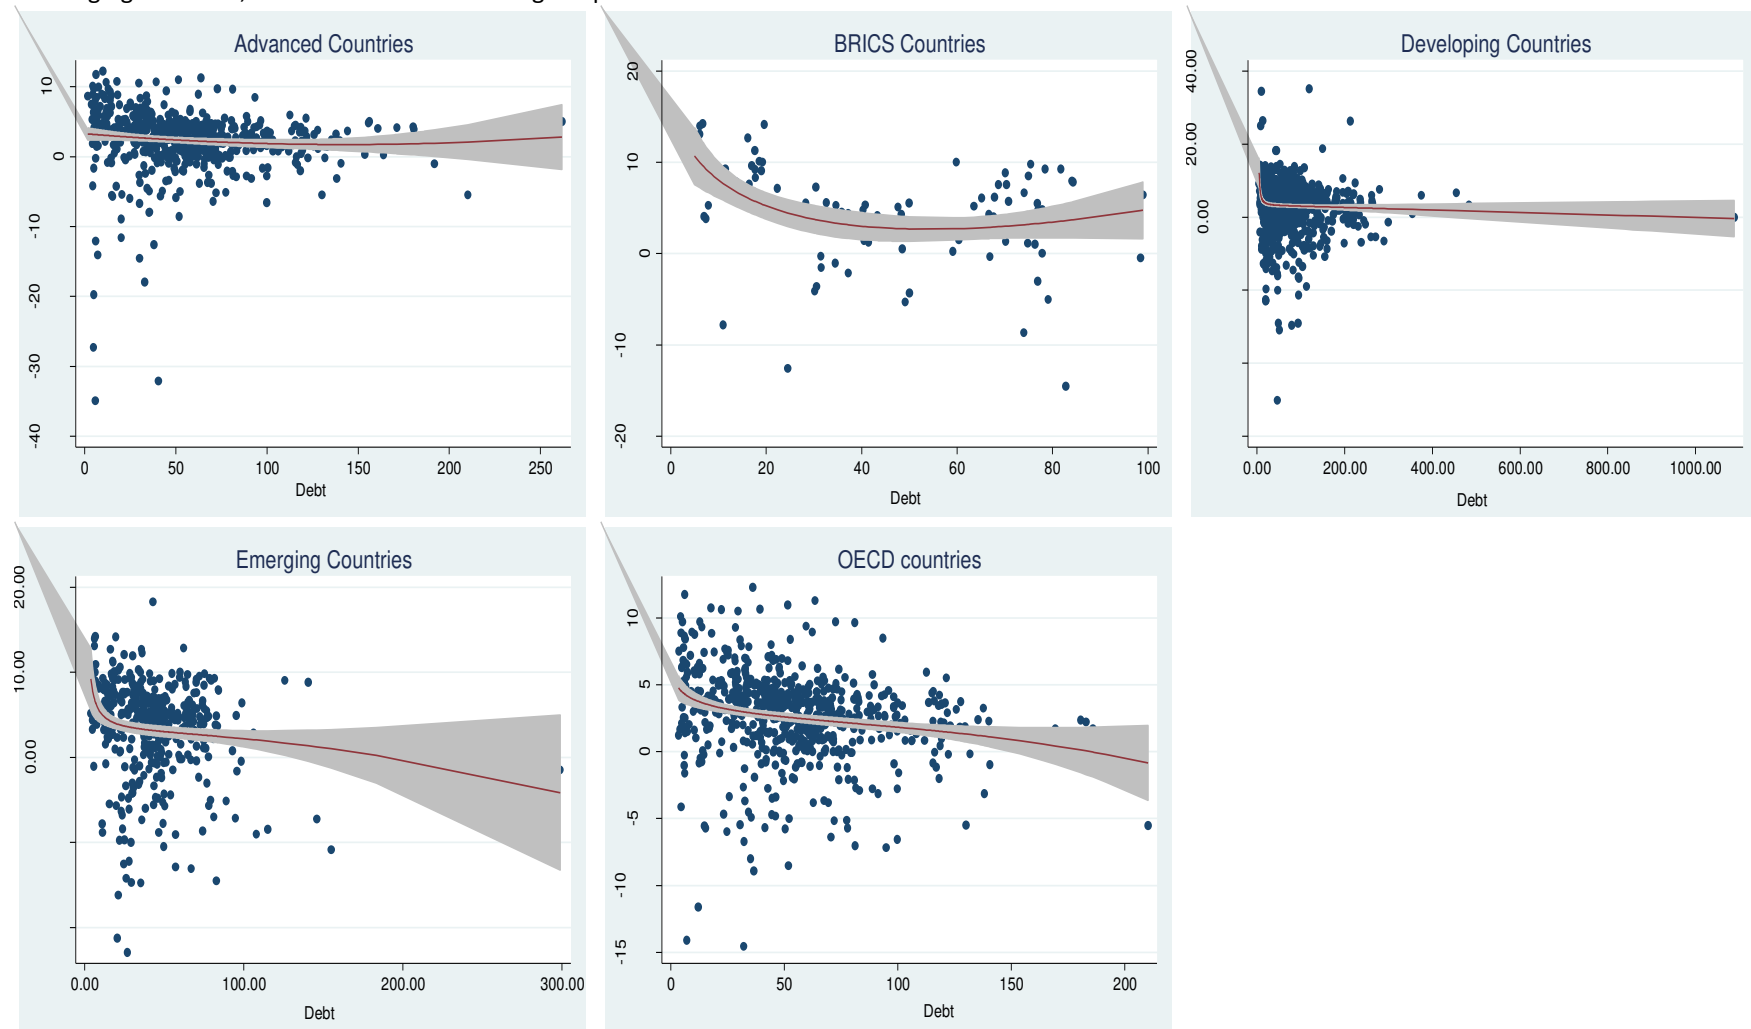 Advanced Countries
10
0
-10
-20
-30
-40
0 50 100 150 200 250
Debt
BRICS Countries
20
10
0
-10
-20
0 20 40 60 80 100
Debt
Developing Countries
40.00
20.00
0.00
0.00 200.00 400.00 600.00 800.00 1000.00
Debt
Emerging Countries
20.00
10.00
0.00
0.00 100.00 200.00 300.00
Debt
OECD countries
10
5
0
-5
-10
-15
0 50 100 150 200
Debt